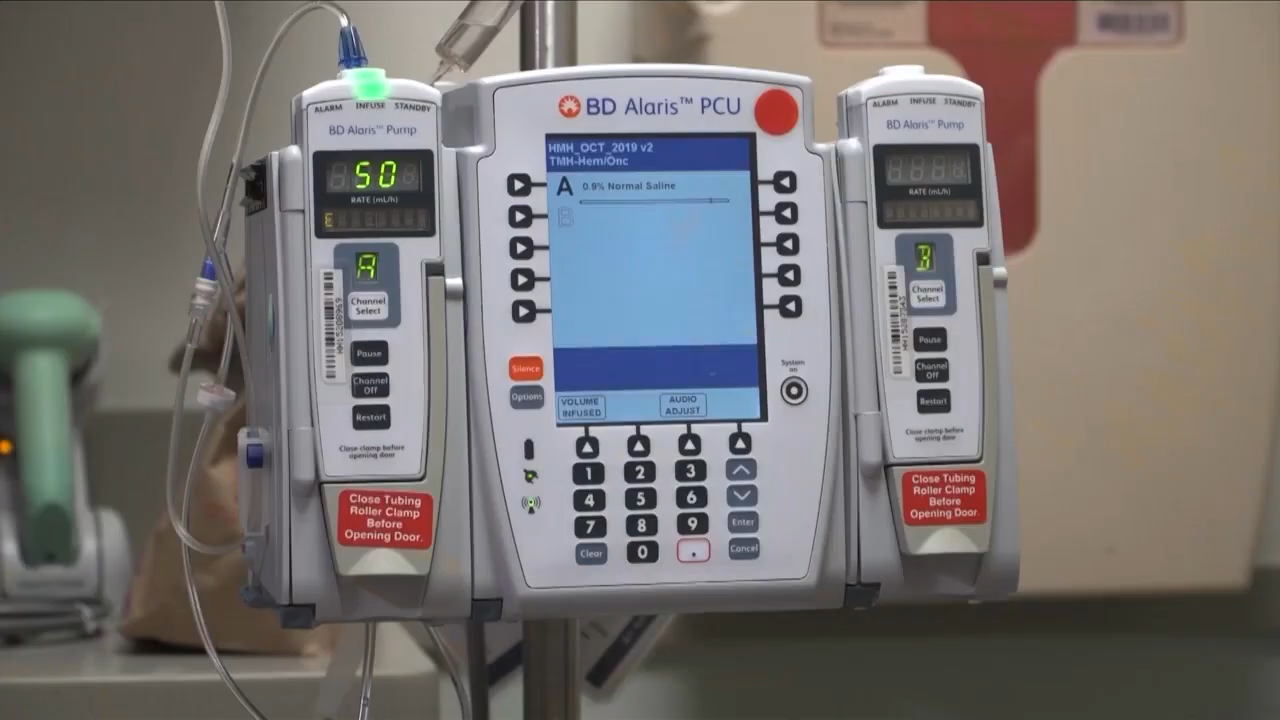 ALARM INFUSE STANDBY
BD Alaris™ Pump
50
RATE (mL/h)
E
A
Channel
Select
Pause
Channel
Off
Restart
Close clamp before
opening door
Close Tubing
Roller Clamp
Before
Opening Door.
BD Alaris™ PCU
HMH_OCT_2019 v2
TMH-Hem/Onc
A 0.9% Normal Saline
B
VOLUME
INFUSED
AUDIO
ADJUST
Silence
Options
System
on
1 2 3
4 5 6
7 8 9 Enter
Clear 0 . Cancel
ALARM INFUSE STANDBY
BD Alaris™ Pump
RATE (mL/h)
B
Channel
Select
Pause
Channel
Off
Restart
Close clamp before
opening door
Close Tubing
Roller Clamp
Before
Opening Door.